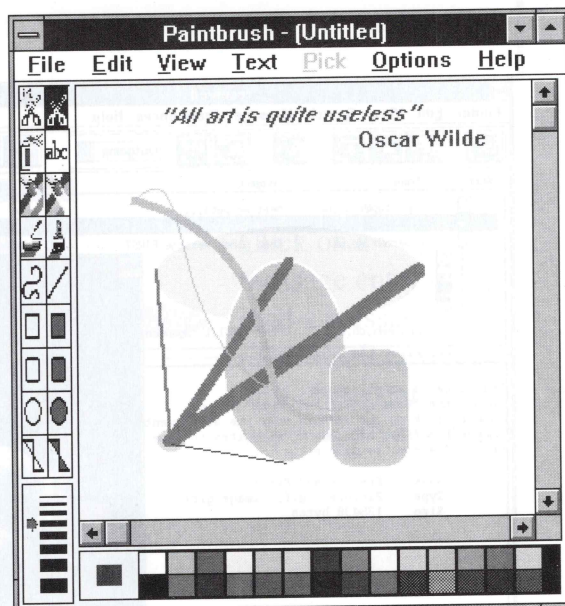 Paintbrush - (Untitled)
File Edit View Text Pick Options Help
abc
"All art is quite useless"
Oscar Wilde